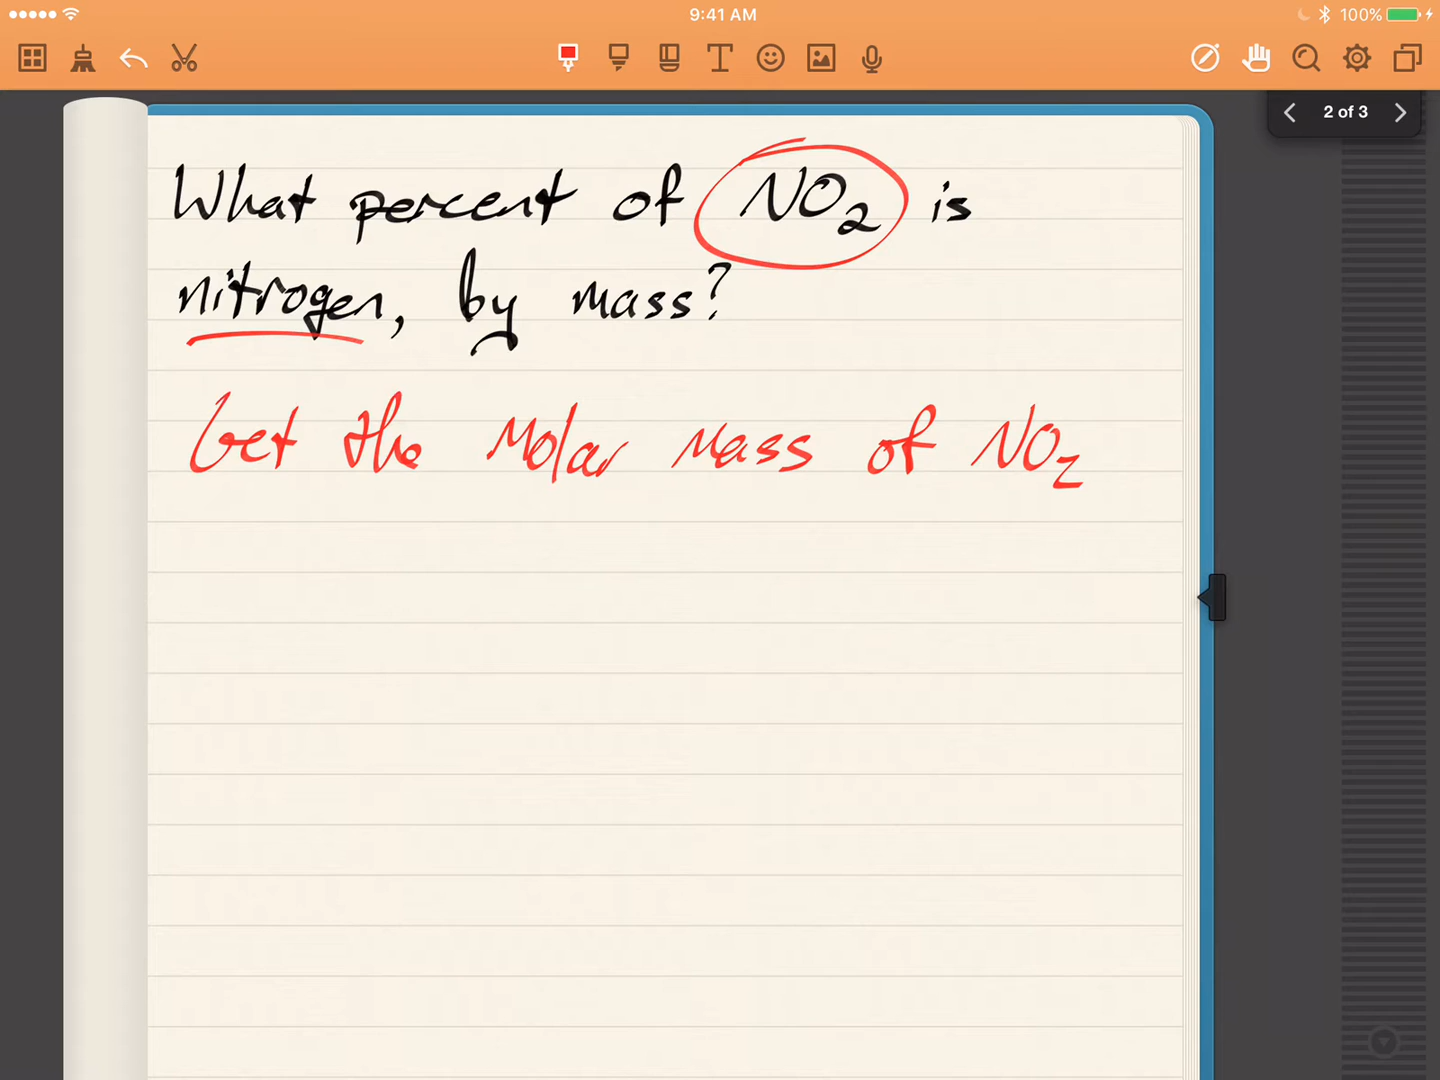 9:41 AM
100%
2 of 3
What percent of NO₂ is
nitrogen, by mass?
Get the Molar Mass of NO₂